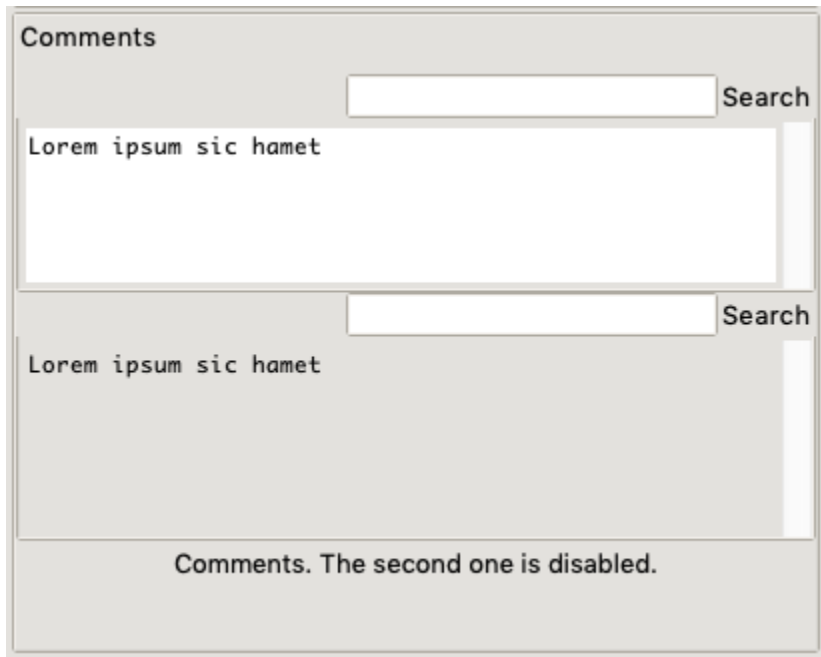 Comments
Search
Lorem ipsum sic hamet
Search
Lorem ipsum sic hamet
Comments. The second one is disabled.